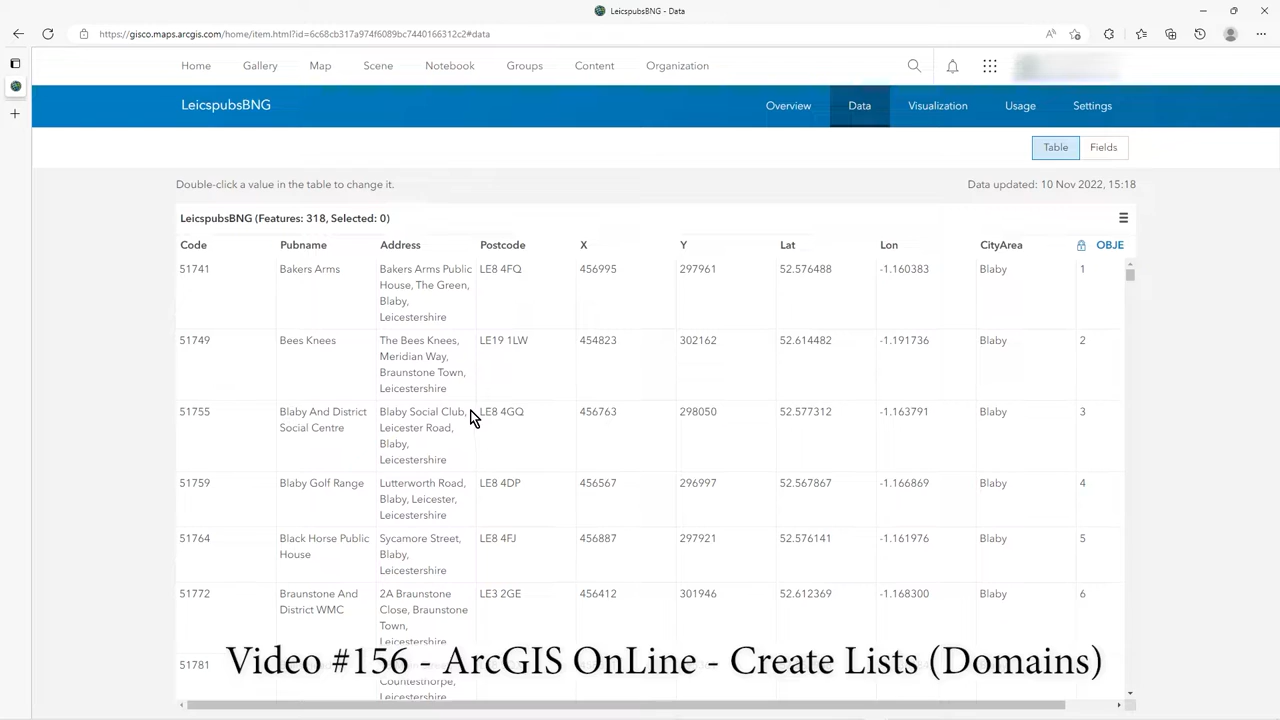 LeicspubsBNG - Data
https://gisco.maps.arcgis.com/home/item.html?id=6c68cb317a974f6089bc7440166312c2#data
Home Gallery Map Scene Notebook Groups Content Organization
LeicspubsBNG Overview Data Visualization Usage Settings
Table Fields
Double-click a value in the table to change it. Data updated: 10 Nov 2022, 15:18
LeicspubsBNG (Features: 318, Selected: 0)
Code Pubname Address Postcode X Y Lat Lon CityArea OBJE
51741 Bakers Arms Bakers Arms Public LE8 4FQ 456995 297961 52.576488 -1.160383 Blaby 1
House, The Green,
Blaby,
Leicestershire
51749 Bees Knees The Bees Knees, LE19 1LW 454823 302162 52.614482 -1.191736 Blaby 2
Meridian Way,
Braunstone Town,
Leicestershire
51755 Blaby And District Blaby Social Club, LE8 4GQ 456763 298050 52.577312 -1.163791 Blaby 3
Social Centre Leicester Road,
Blaby,
Leicestershire
51759 Blaby Golf Range Lutterworth Road, LE8 4DP 456567 296997 52.567867 -1.166869 Blaby 4
Blaby, Leicester,
Leicestershire
51764 Black Horse Public Sycamore Street, LE8 4FJ 456887 297921 52.576141 -1.161976 Blaby 5
House Blaby,
Leicestershire
51772 Braunstone And 2A Braunstone LE3 2GE 456412 301946 52.612369 -1.168300 Blaby 6
District WMC Close, Braunstone
Town,
Leicestershire
51781
Countesthorpe,
Leicestershire
Video #156 - ArcGIS OnLine - Create Lists (Domains)